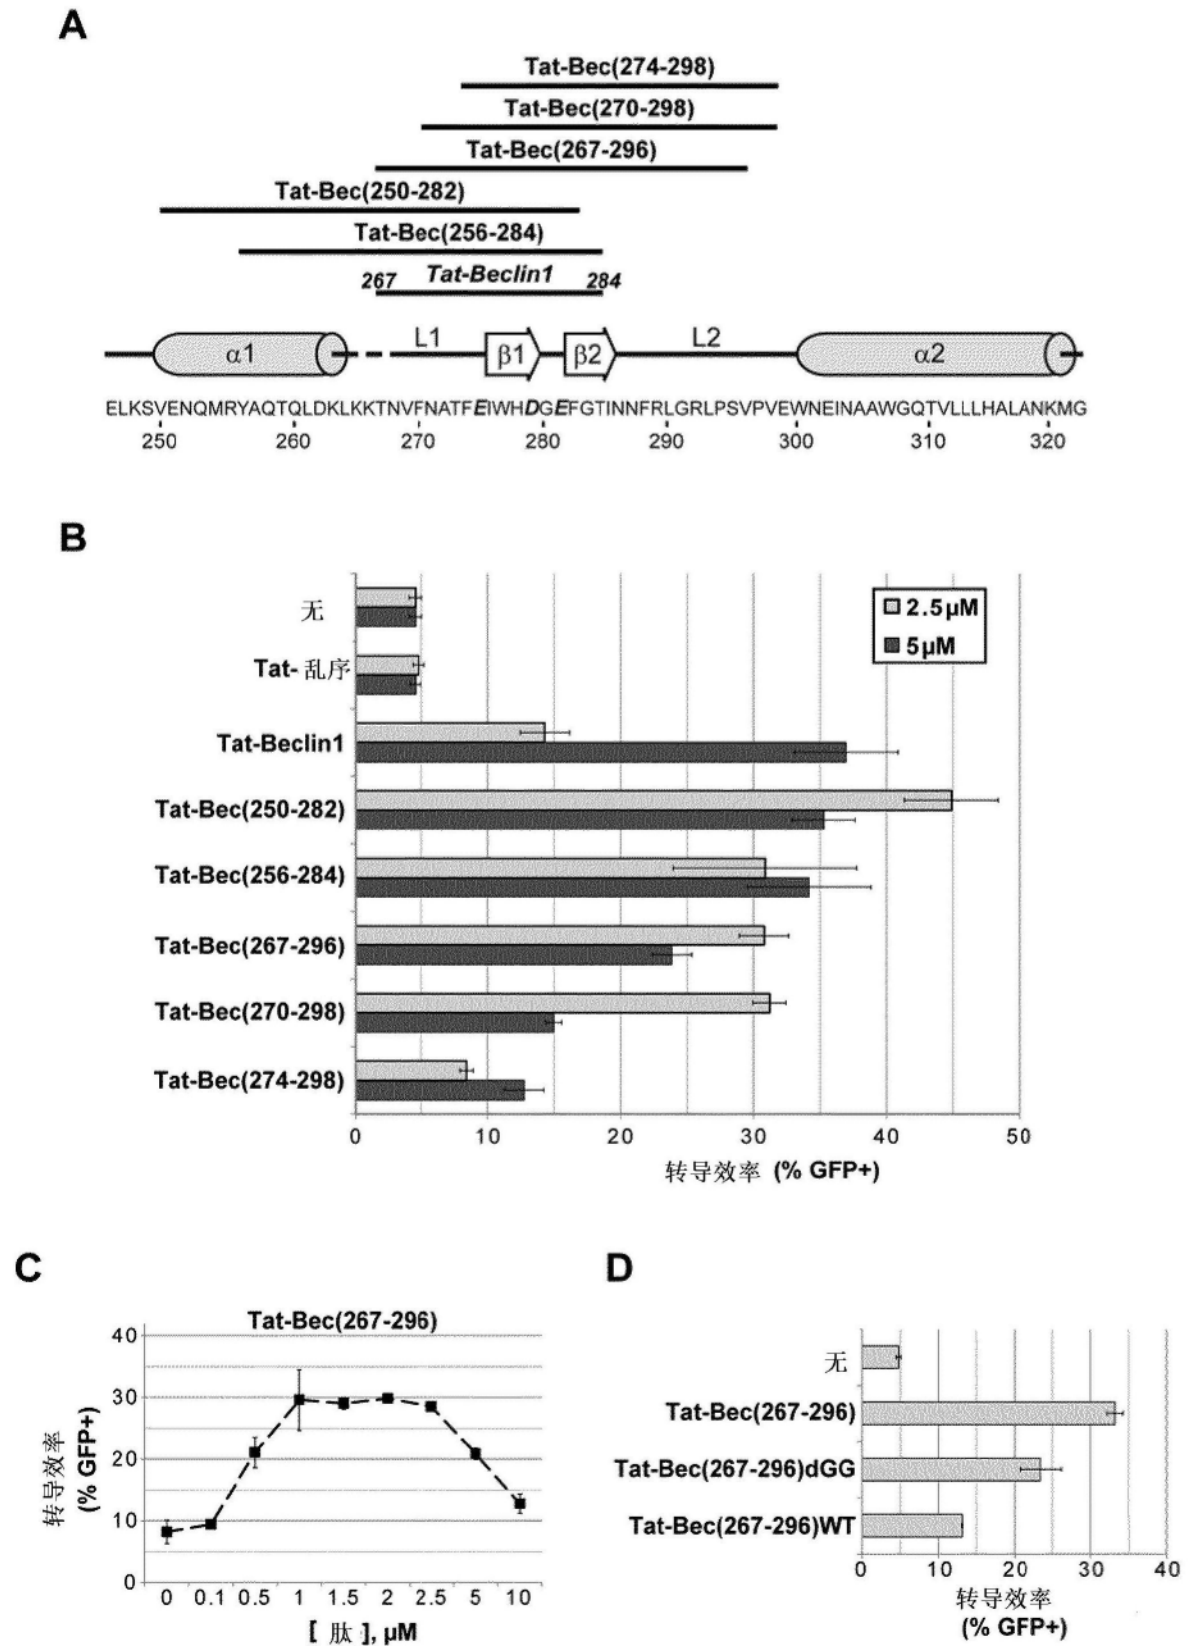 A
Tat-Bec(274-298)
Tat-Bec(270-298)
Tat-Bec(267-296)
Tat-Bec(250-282)
Tat-Bec(256-284)
267 Tat-Beclin1 284
α1 L1 β1 β2 L2 α2
ELKSVENQMRYAQTQLDKLKKTNVFNATFEIWHDGEFGTINNFRLGRLPSVPVEWNEINAAWGQTVLLLHALANKMG
250 260 270 280 290 300 310 320
B
2.5μM
5μM
无
Tat- 乱序
Tat-Beclin1
Tat-Bec(250-282)
Tat-Bec(256-284)
Tat-Bec(267-296)
Tat-Bec(270-298)
Tat-Bec(274-298)
0 10 20 30 40 50
转导效率 (% GFP+)
C
Tat-Bec(267-296)
转导效率
(% GFP+)
40
30
20
10
0
0 0.1 0.5 1 1.5 2 2.5 5 10
[ 肽 ], μM
D
无
Tat-Bec(267-296)
Tat-Bec(267-296)dGG
Tat-Bec(267-296)WT
0 10 20 30 40
转导效率
(% GFP+)